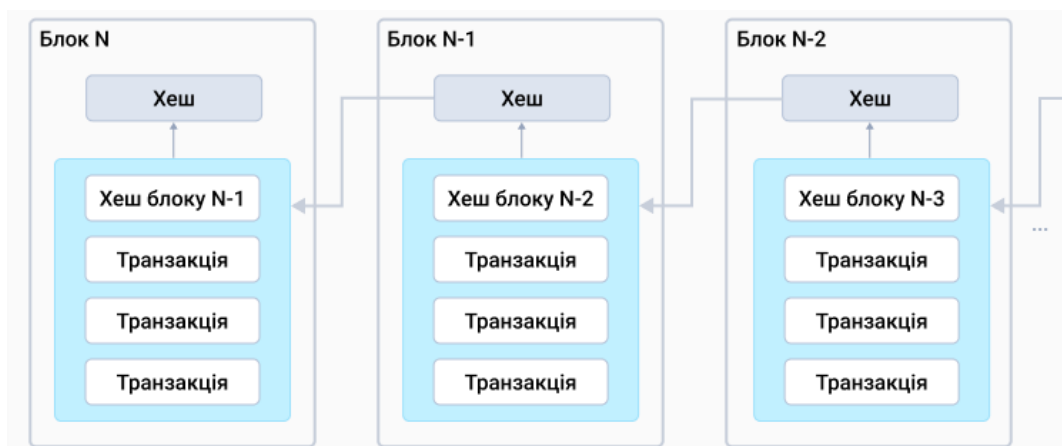 Блок N
Хеш
Хеш блоку N-1
Транзакція
Транзакція
Транзакція
Блок N-1
Хеш
Хеш блоку N-2
Транзакція
Транзакція
Транзакція
Блок N-2
Хеш
Хеш блоку N-3
Транзакція
Транзакція
Транзакція
...